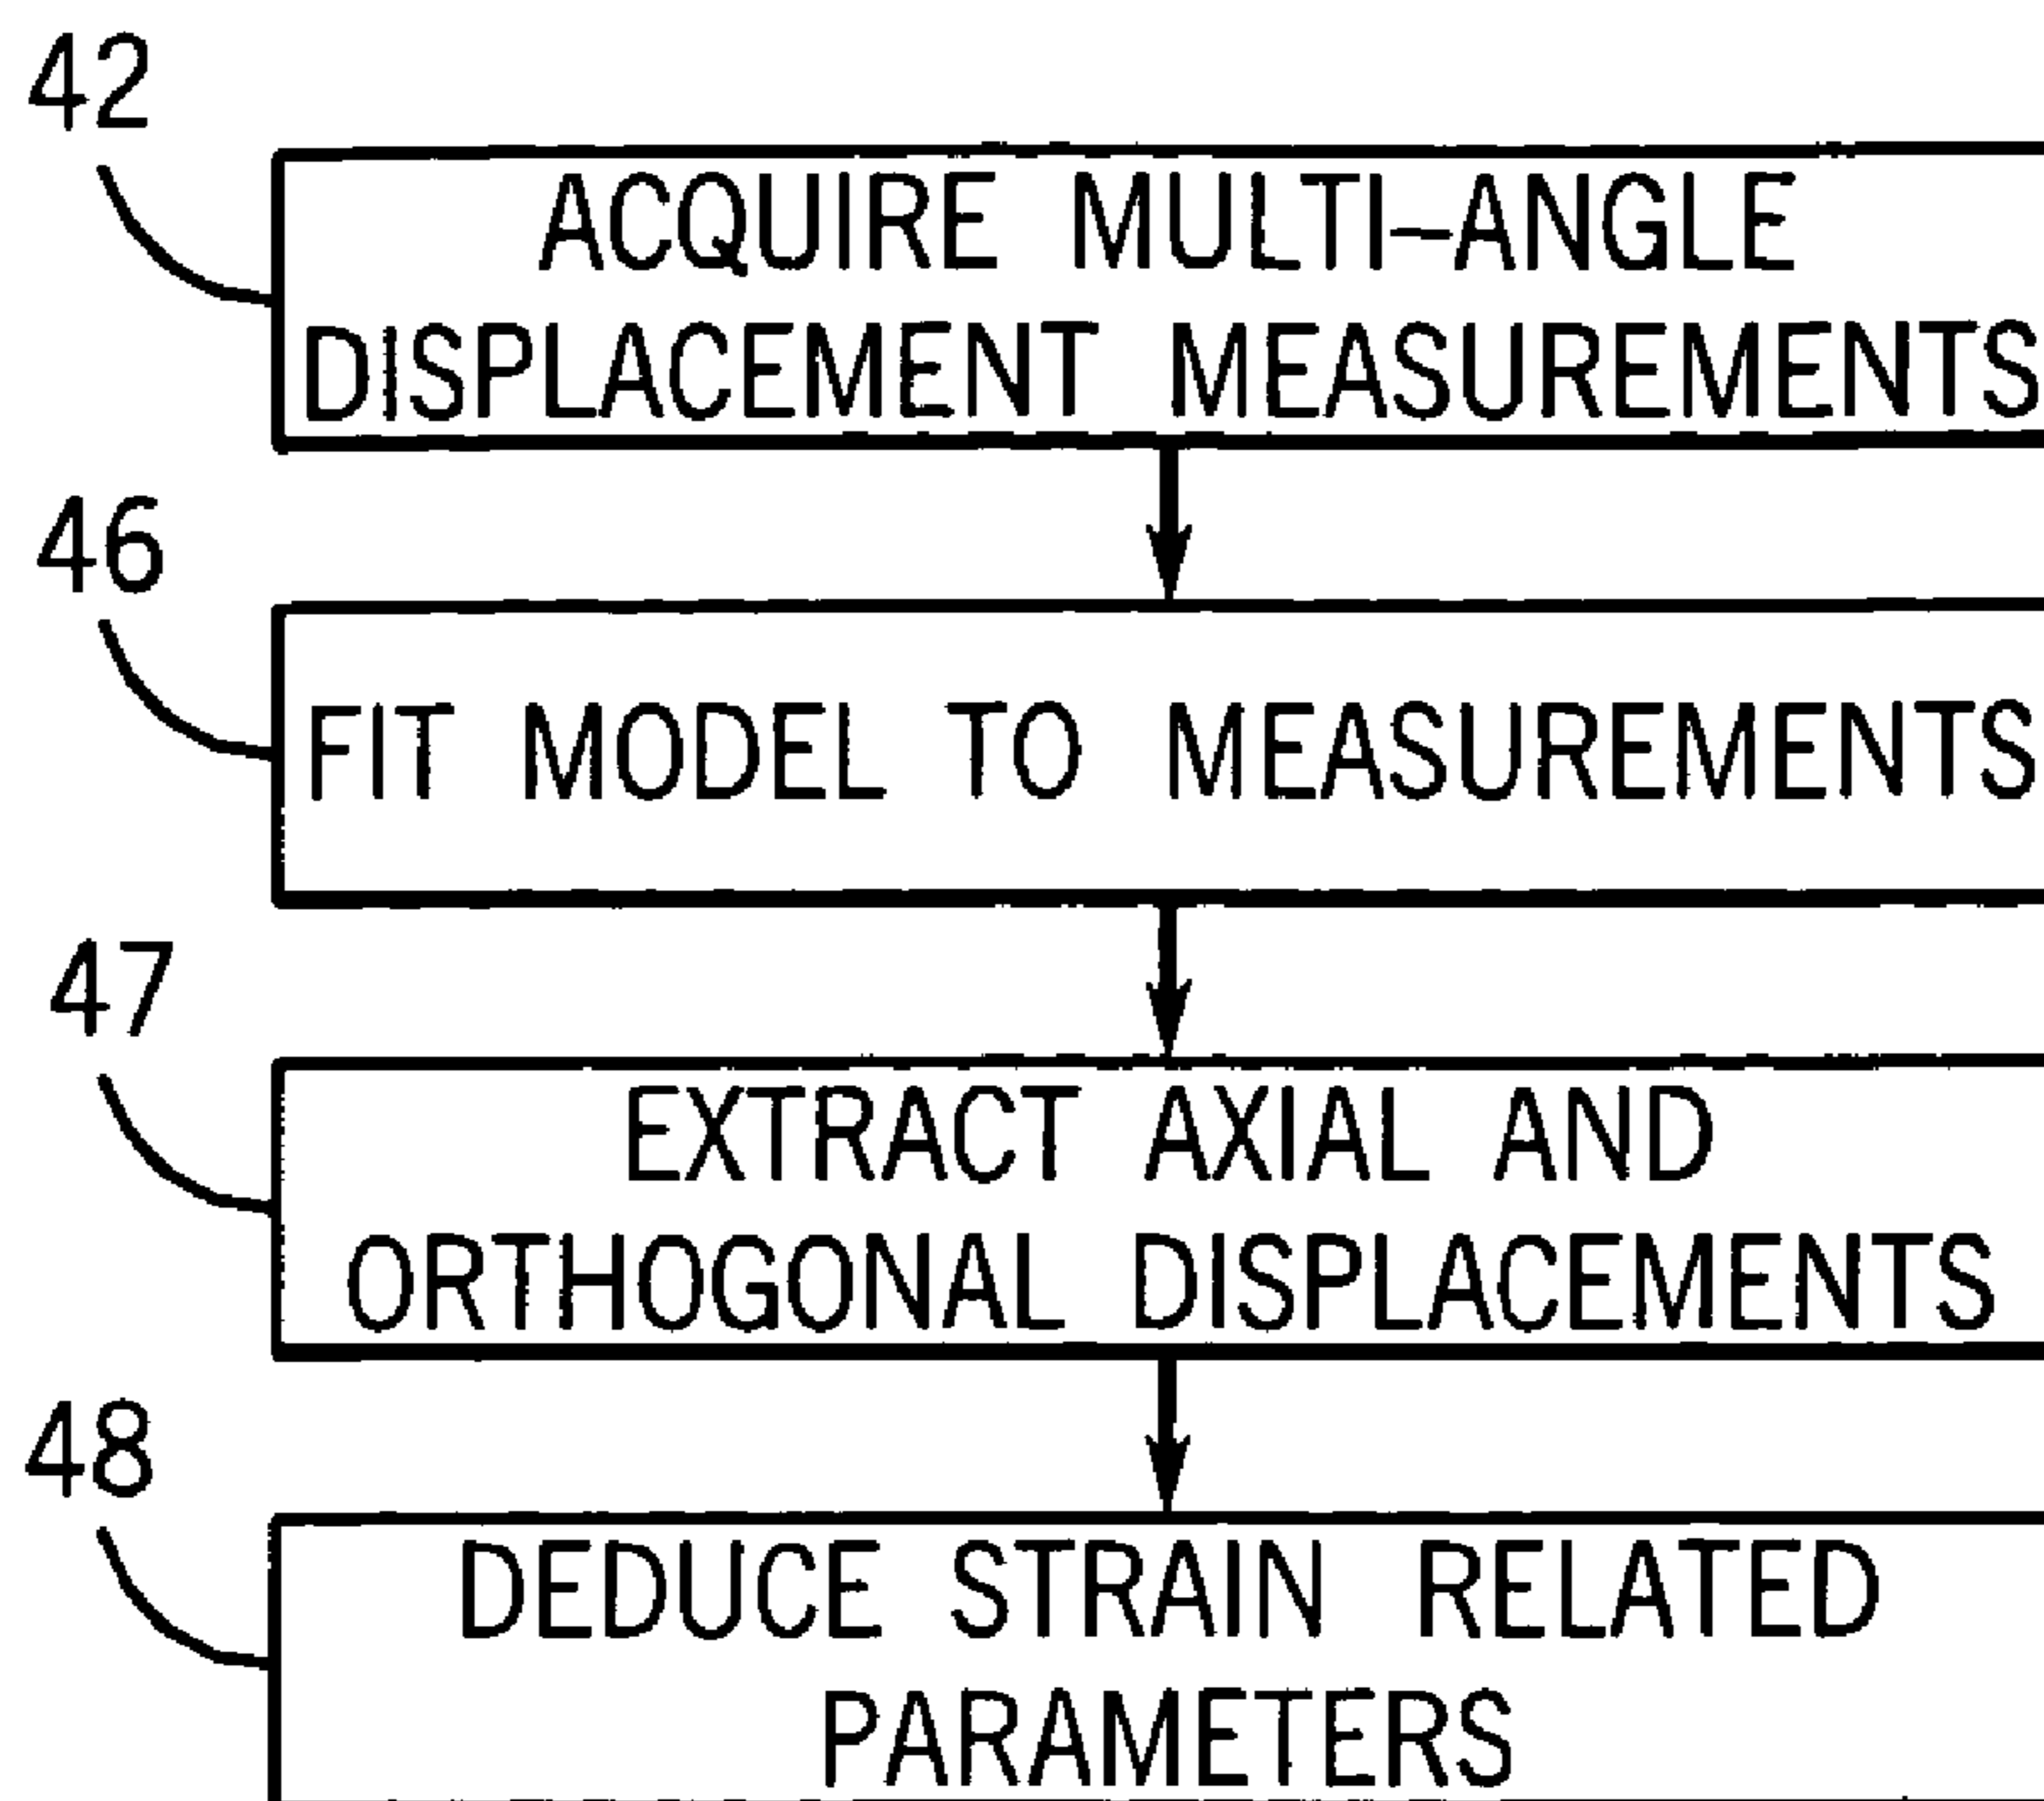 42
ACQUIRE MULTI-ANGLE
DISPLACEMENT MEASUREMENTS
46
FIT MODEL TO MEASUREMENTS
47
EXTRACT AXIAL AND
ORTHOGONAL DISPLACEMENTS
48
DEDUCE STRAIN RELATED
PARAMETERS